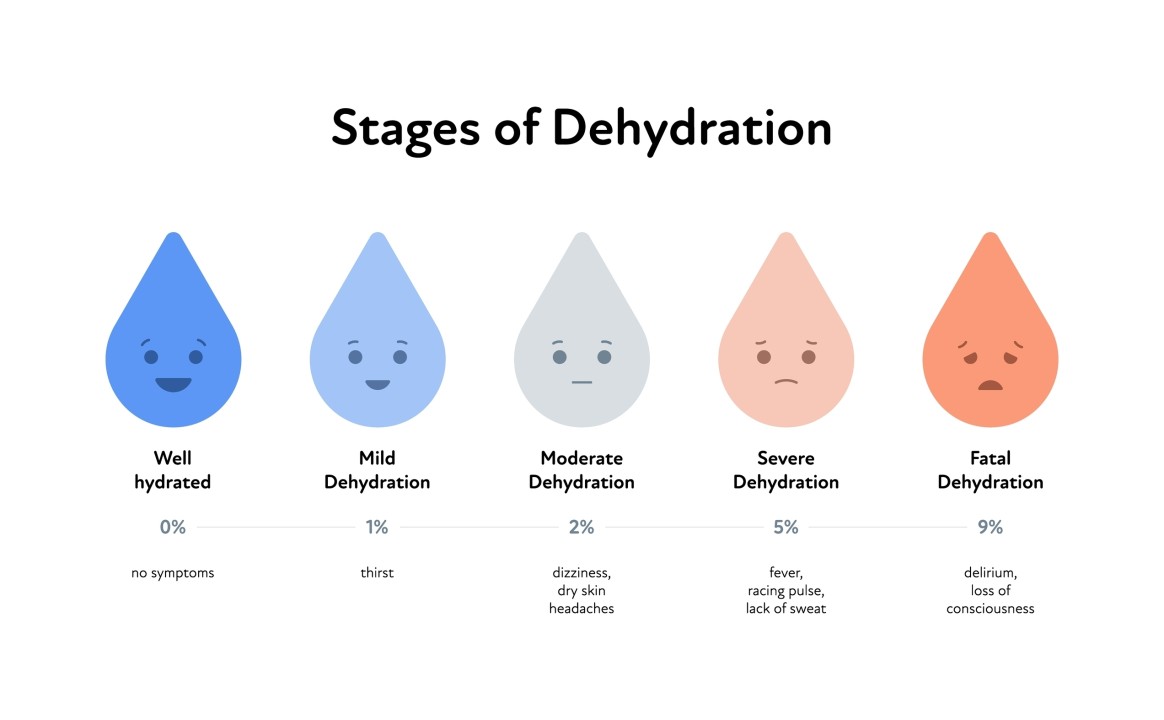 Stages of Dehydration
Well
hydrated
0%
no symptoms
Mild
Dehydration
1%
thirst
Moderate
Dehydration
2%
dizziness,
dry skin
headaches
Severe
Dehydration
5%
fever,
racing pulse,
lack of sweat
Fatal
Dehydration
9%
delirium,
loss of
consciousness